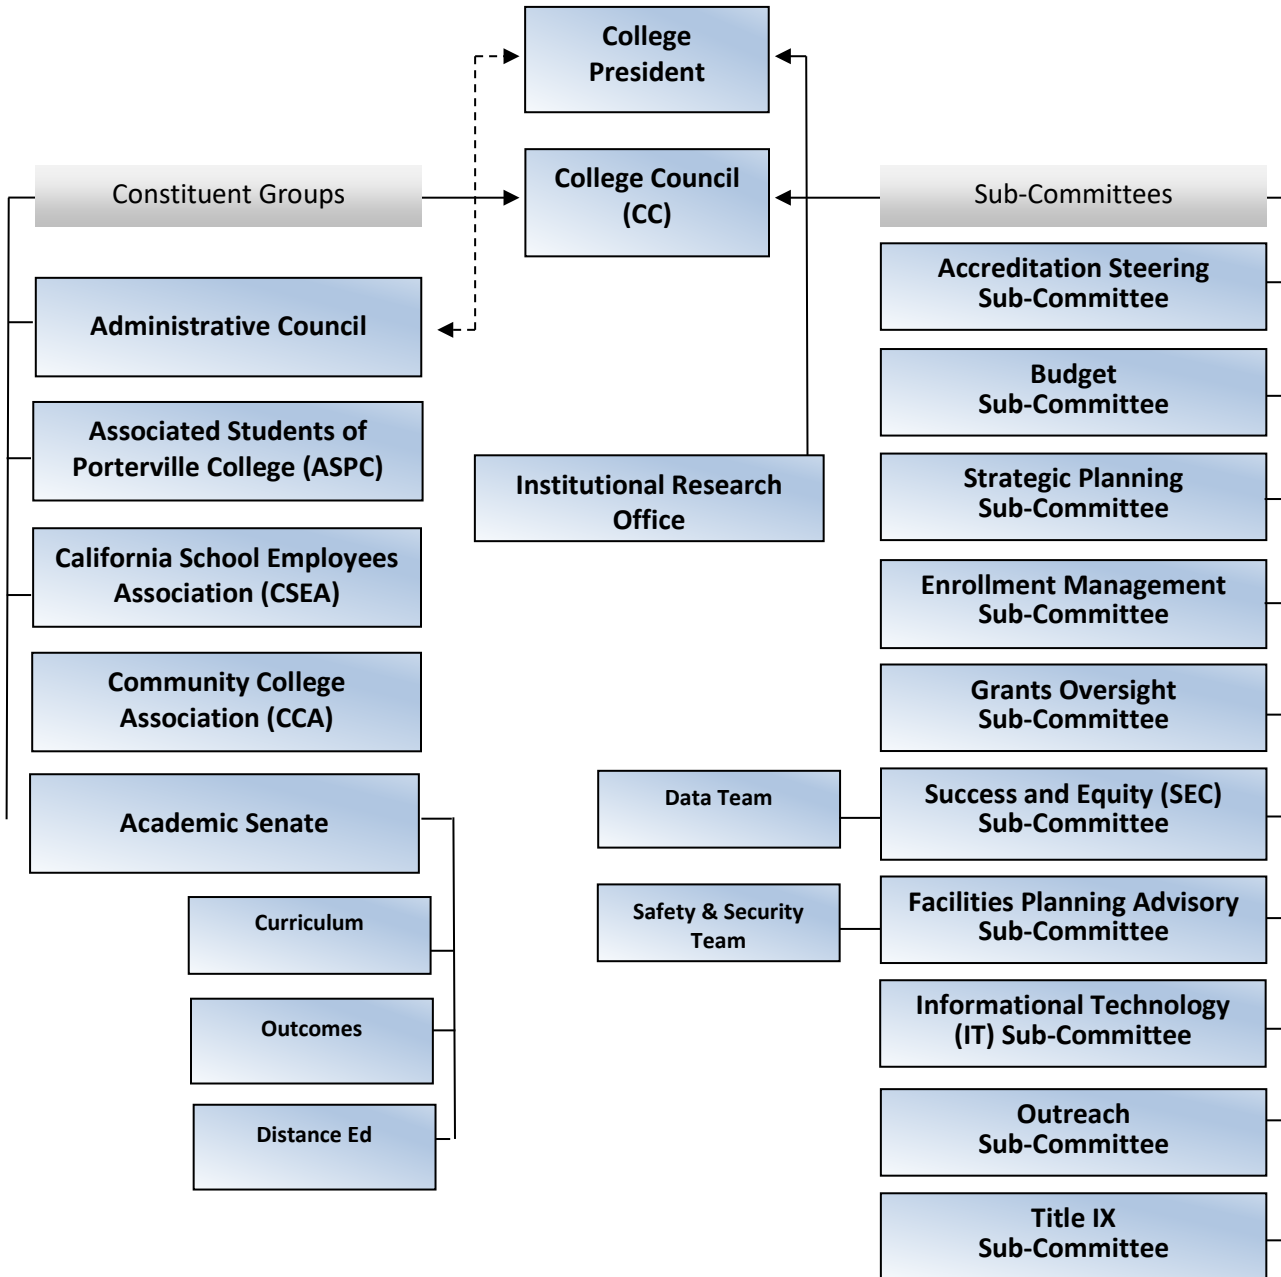 College
President
College Council
(CC)
Constituent Groups
Administrative Council
Associated Students of
Porterville College (ASPC)
California School Employees
Association (CSEA)
Community College
Association (CCA)
Academic Senate
Curriculum
Outcomes
Distance Ed
Institutional Research
Office
Sub-Committees
Accreditation Steering
Sub-Committee
Budget
Sub-Committee
Strategic Planning
Sub-Committee
Enrollment Management
Sub-Committee
Grants Oversight
Sub-Committee
Data Team
Success and Equity (SEC)
Sub-Committee
Safety & Security
Team
Facilities Planning Advisory
Sub-Committee
Informational Technology
(IT) Sub-Committee
Outreach
Sub-Committee
Title IX
Sub-Committee